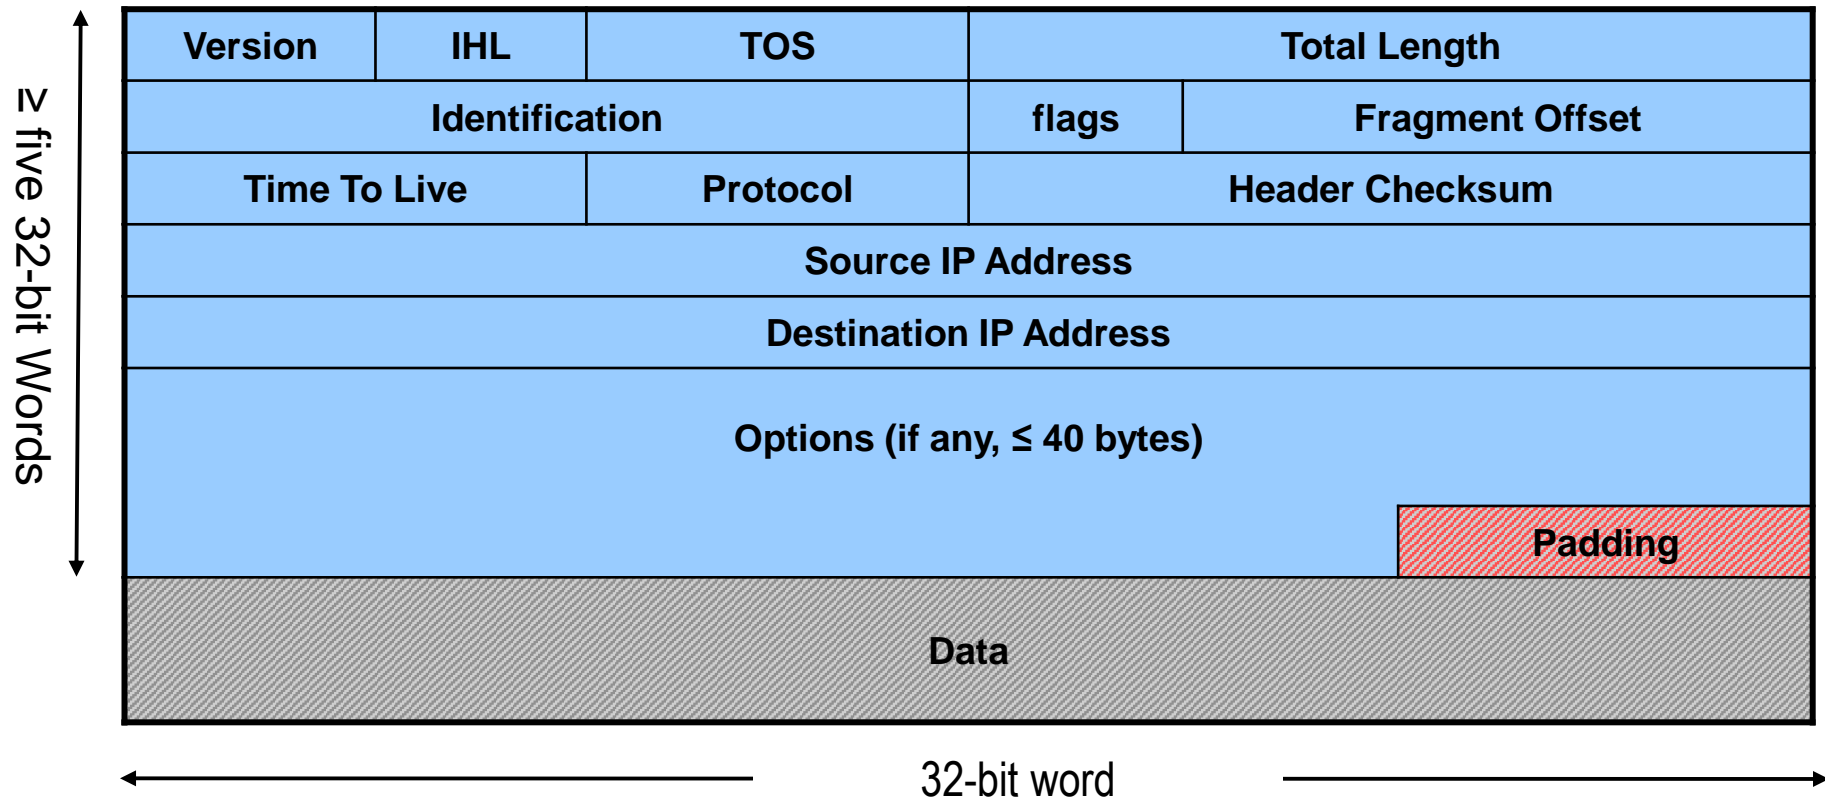 Version IHL TOS Total Length
Identification flags Fragment Offset
Time To Live Protocol Header Checksum
Source IP Address
Destination IP Address
Options (if any, ≤ 40 bytes)
Padding
Data
≥ five 32-bit Words
32-bit word